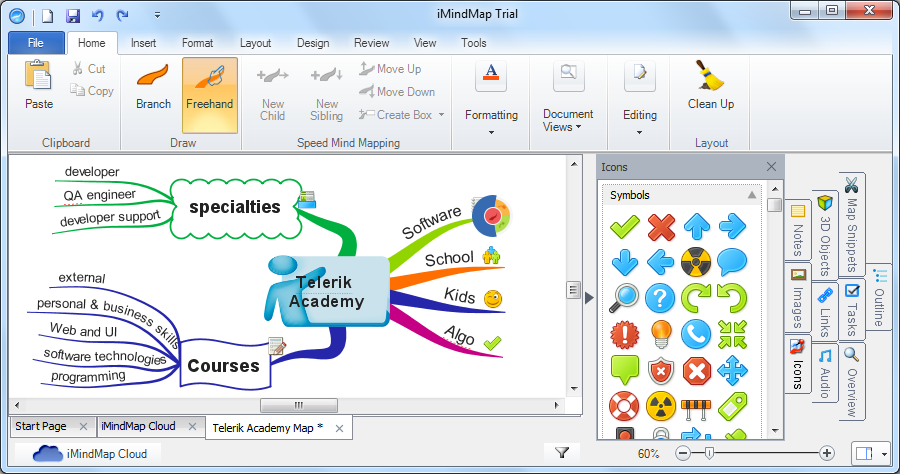 iMindMap Trial
File Home Insert Format Layout Design Review View Tools
Paste
Cut
Copy
Clipboard
Branch
Freehand
Draw
New Child
New Sibling
Move Up
Move Down
Create Box
Speed Mind Mapping
Formatting
Document Views
Editing
Clean Up
Layout
developer
QA engineer
developer support
specialties
external
personal & business skills
Web and UI
software technologies
programming
Courses
Telerik
Academy
Software
School
Kids
Algo
Icons
Symbols
Notes
Images
Icons
3D Objects
Links
Audio
Map Snippets
Tasks
Overview
Outline
Start Page
iMindMap Cloud
Telerik Academy Map *
iMindMap Cloud
60%